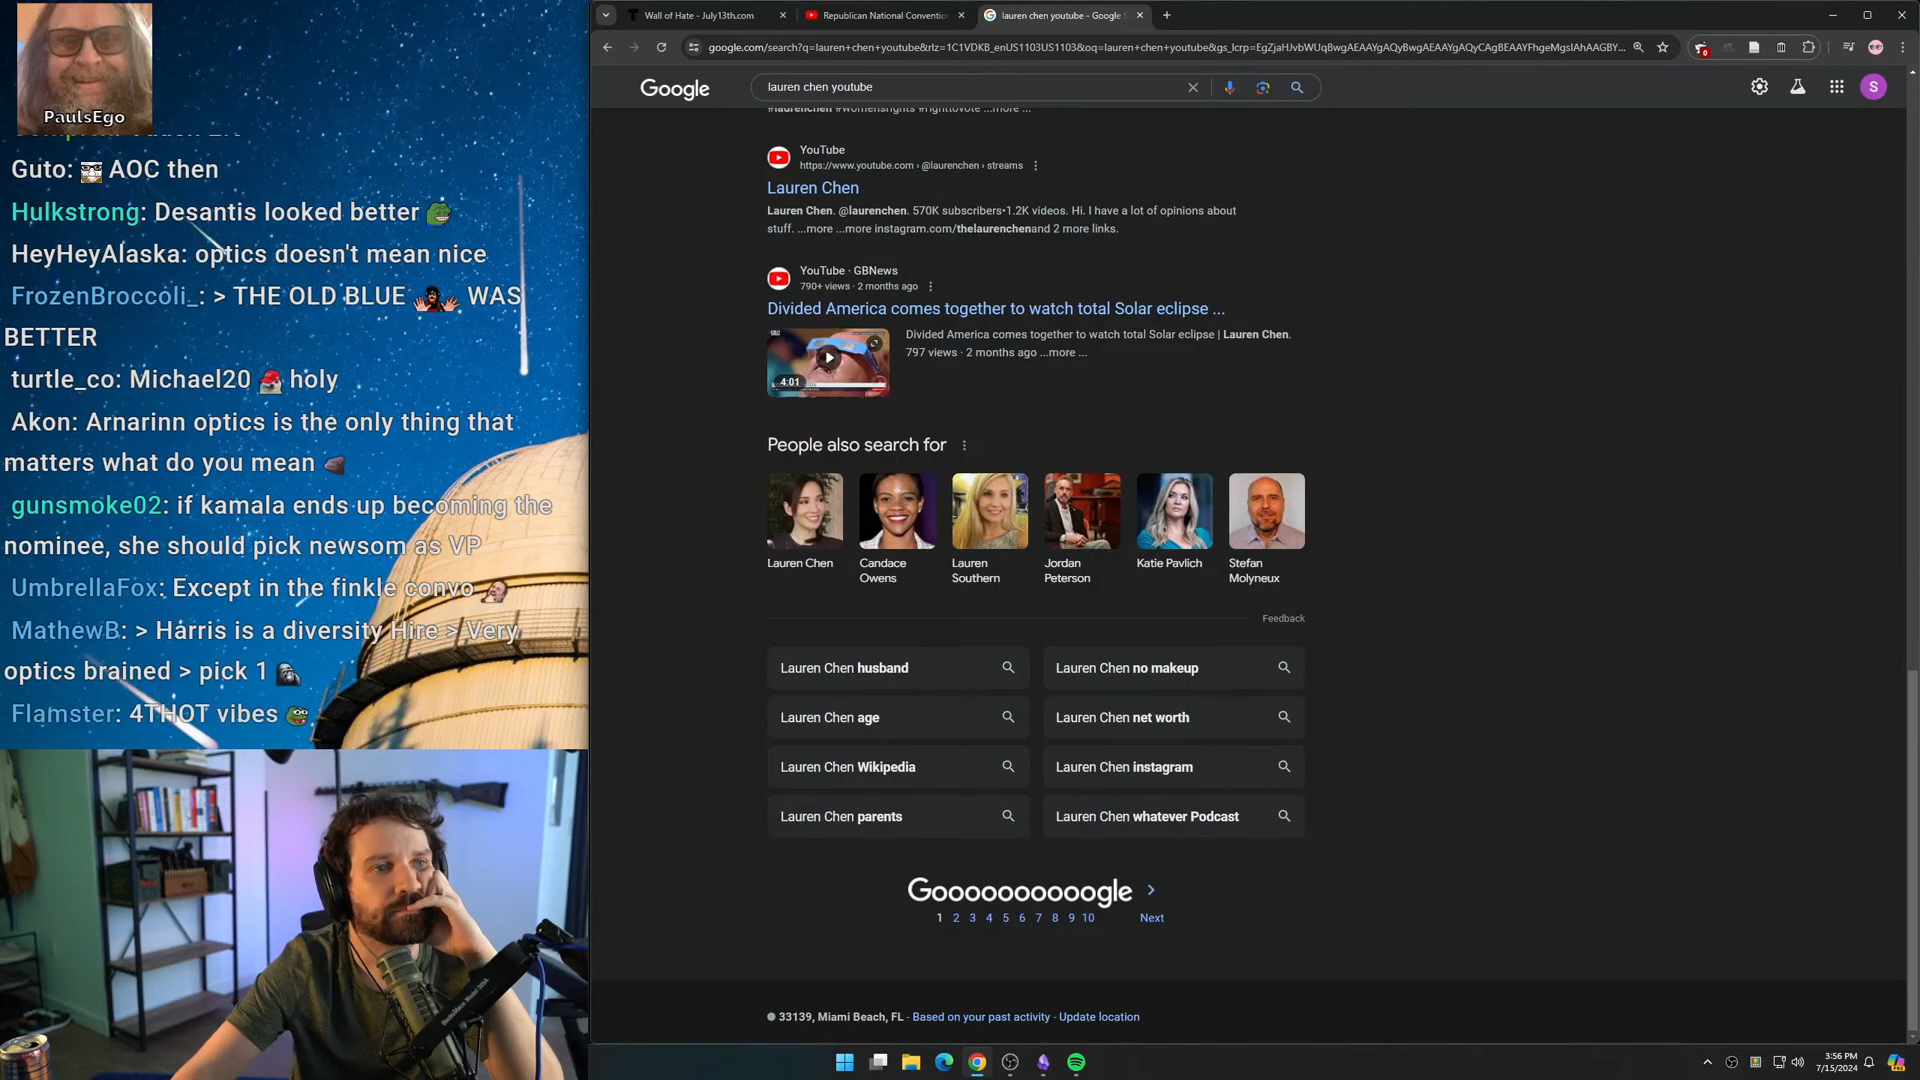 PaulsEgo
Guto: AOC then
Hulkstrong: Desantis looked better
HeyHeyAlaska: optics doesn't mean nice
FrozenBroccoli_: > THE OLD BLUE WAS
BETTER
turtle_co: Michael20 holy
Akon: Arnarinn optics is the only thing that
matters what do you mean
gunsmoke02: if kamala ends up becoming the
nominee, she should pick newsom as VP
UmbrellaFox: Except in the finkle convo
MathewB: > Harris is a diversity Hire > Very
optics brained > pick 1
Flamster: 4THOT vibes
Wall of Hate - July13th.com
Republican National Conventio
lauren chen youtube - Google S
google.com/search?q=lauren+chen+youtube&rlz=1C1VDKB_enUS1103US1103&oq=lauren+chen+youtube&gs_lcrp=EgZjaHJvbWUqBwgAEAAYgAQyBwgAEAAYgAQyCAgBEAAYFhgeMgsIAhAAGBY...
0
Google
lauren chen youtube
S
#laurenchen #womensrights #righttovote ...more ...
YouTube
https://www.youtube.com › @laurenchen › streams
Lauren Chen
Lauren Chen. @laurenchen. 570K subscribers•1.2K videos. Hi. I have a lot of opinions about
stuff. ...more ...more instagram.com/thelaurenchenand 2 more links.
YouTube · GBNews
790+ views · 2 months ago
Divided America comes together to watch total Solar eclipse ...
4:01
Divided America comes together to watch total Solar eclipse | Lauren Chen.
797 views · 2 months ago ...more ...
People also search for
Lauren Chen
Candace
Owens
Lauren
Southern
Jordan
Peterson
Katie Pavlich
Stefan
Molyneux
Feedback
Lauren Chen husband
Lauren Chen no makeup
Lauren Chen age
Lauren Chen net worth
Lauren Chen Wikipedia
Lauren Chen instagram
Lauren Chen parents
Lauren Chen whatever Podcast
Goooooooooogle
1 2 3 4 5 6 7 8 9 10 Next
33139, Miami Beach, FL - Based on your past activity - Update location
3:56 PM
7/15/2024